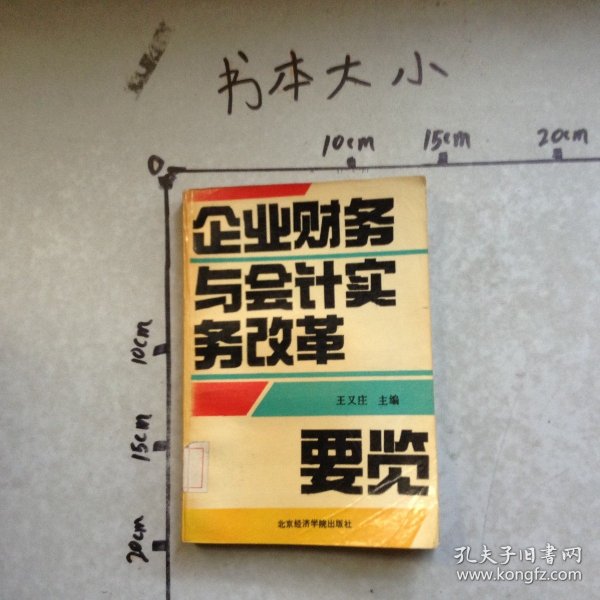 书本大小
10cm 15cm 20cm
0
企业财务
与会计实
务改革
10cm
王又庄 主编
15cm
要览
北京经济学院出版社
20cm
孔夫子旧书网
www.kongfz.com